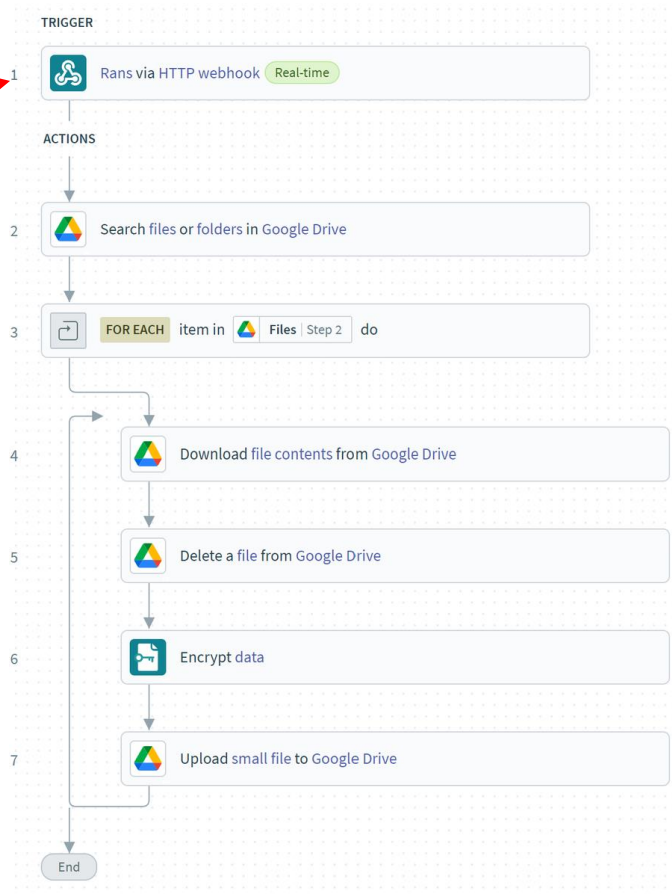 TRIGGER
1 Rans via HTTP webhook Real-time
ACTIONS
2 Search files or folders in Google Drive
3 FOR EACH item in Files Step 2 do
4 Download file contents from Google Drive
5 Delete a file from Google Drive
6 Encrypt data
7 Upload small file to Google Drive
End